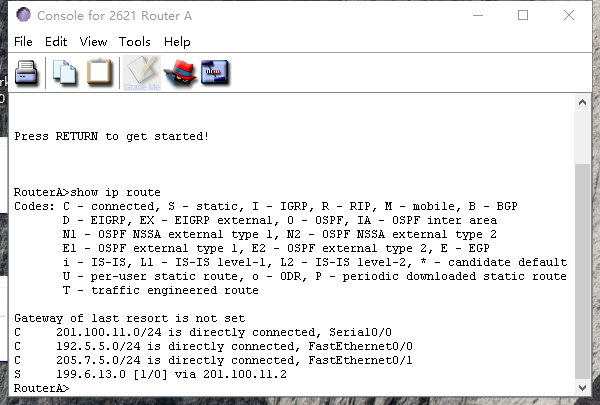 Console for 2621 Router A
File Edit View Tools Help
Grade Me
Press RETURN to get started!
RouterA>show ip route
Codes: C - connected, S - static, I - IGRP, R - RIP, M - mobile, B - BGP
D - EIGRP, EX - EIGRP external, O - OSPF, IA - OSPF inter area
N1 - OSPF NSSA external type 1, N2 - OSPF NSSA external type 2
E1 - OSPF external type 1, E2 - OSPF external type 2, E - EGP
i - IS-IS, L1 - IS-IS level-1, L2 - IS-IS level-2, * - candidate default
U - per-user static route, o - ODR, P - periodic downloaded static route
T - traffic engineered route
Gateway of last resort is not set
C 201.100.11.0/24 is directly connected, Serial0/0
C 192.5.5.0/24 is directly connected, FastEthernet0/0
C 205.7.5.0/24 is directly connected, FastEthernet0/1
S 199.6.13.0 [1/0] via 201.100.11.2
RouterA>